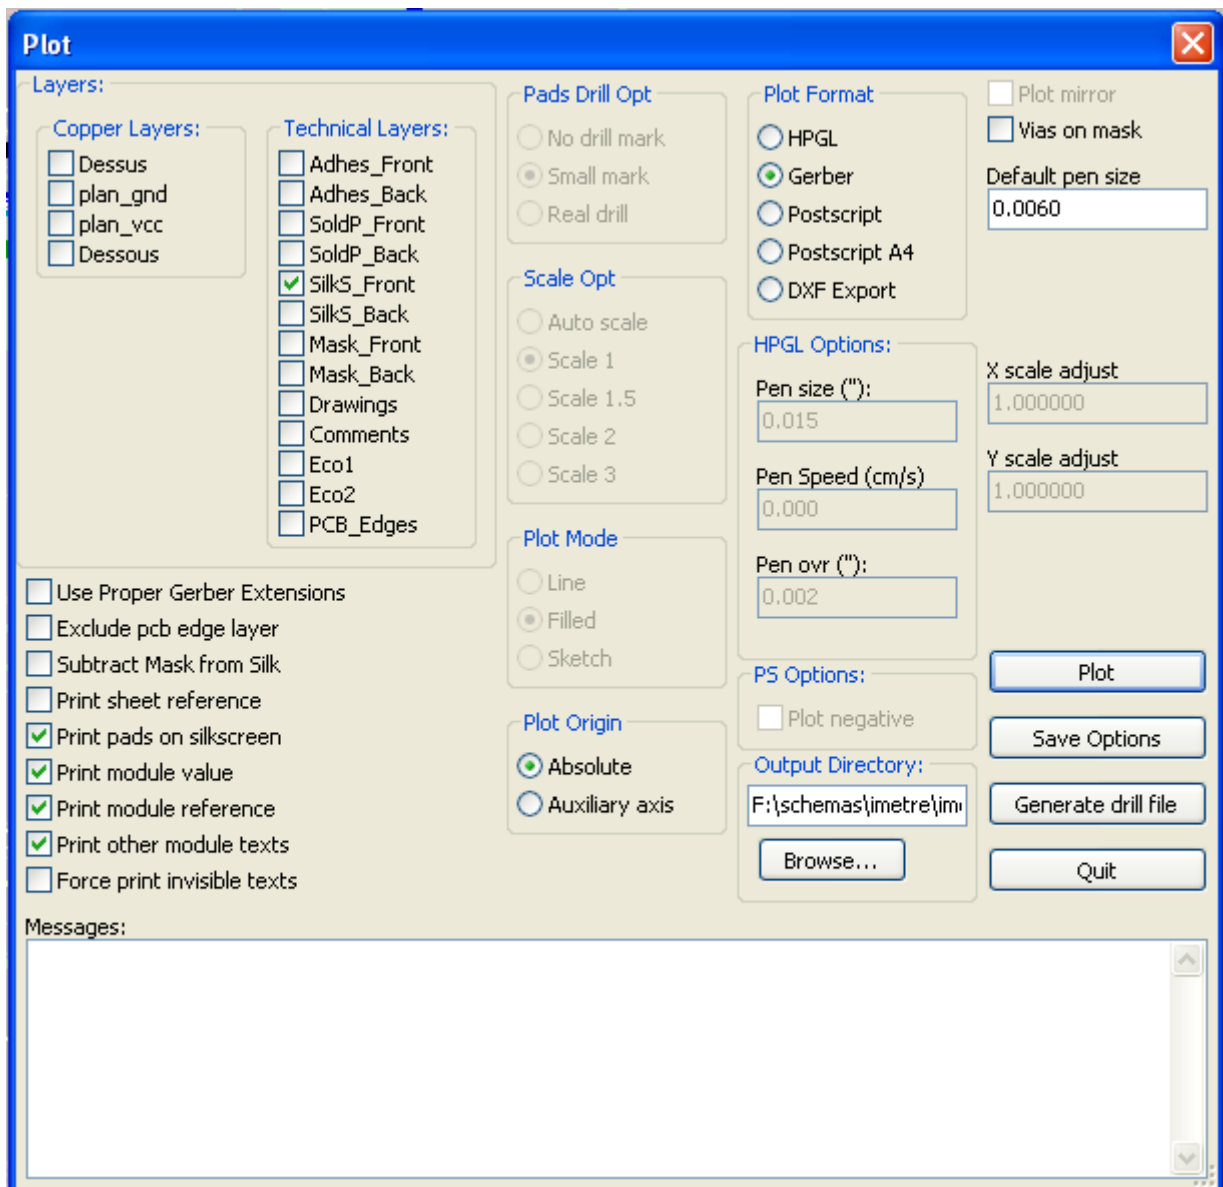 Plot
Layers:
Copper Layers:
Dessus
plan_gnd
plan_vcc
Dessous
Technical Layers:
Adhes_Front
Adhes_Back
SoldP_Front
SoldP_Back
SilkS_Front
SilkS_Back
Mask_Front
Mask_Back
Drawings
Comments
Eco1
Eco2
PCB_Edges
Use Proper Gerber Extensions
Exclude pcb edge layer
Subtract Mask from Silk
Print sheet reference
Print pads on silkscreen
Print module value
Print module reference
Print other module texts
Force print invisible texts
Pads Drill Opt
No drill mark
Small mark
Real drill
Scale Opt
Auto scale
Scale 1
Scale 1.5
Scale 2
Scale 3
Plot Mode
Line
Filled
Sketch
Plot Origin
Absolute
Auxiliary axis
Plot Format
HPGL
Gerber
Postscript
Postscript A4
DXF Export
HPGL Options:
Pen size ("):
0.015
Pen Speed (cm/s)
0.000
Pen ovr ("):
0.002
PS Options:
Plot negative
Output Directory:
F:\schemas\imetre\im
Browse...
Plot mirror
Vias on mask
Default pen size
0.0060
X scale adjust
1.000000
Y scale adjust
1.000000
Plot
Save Options
Generate drill file
Quit
Messages: